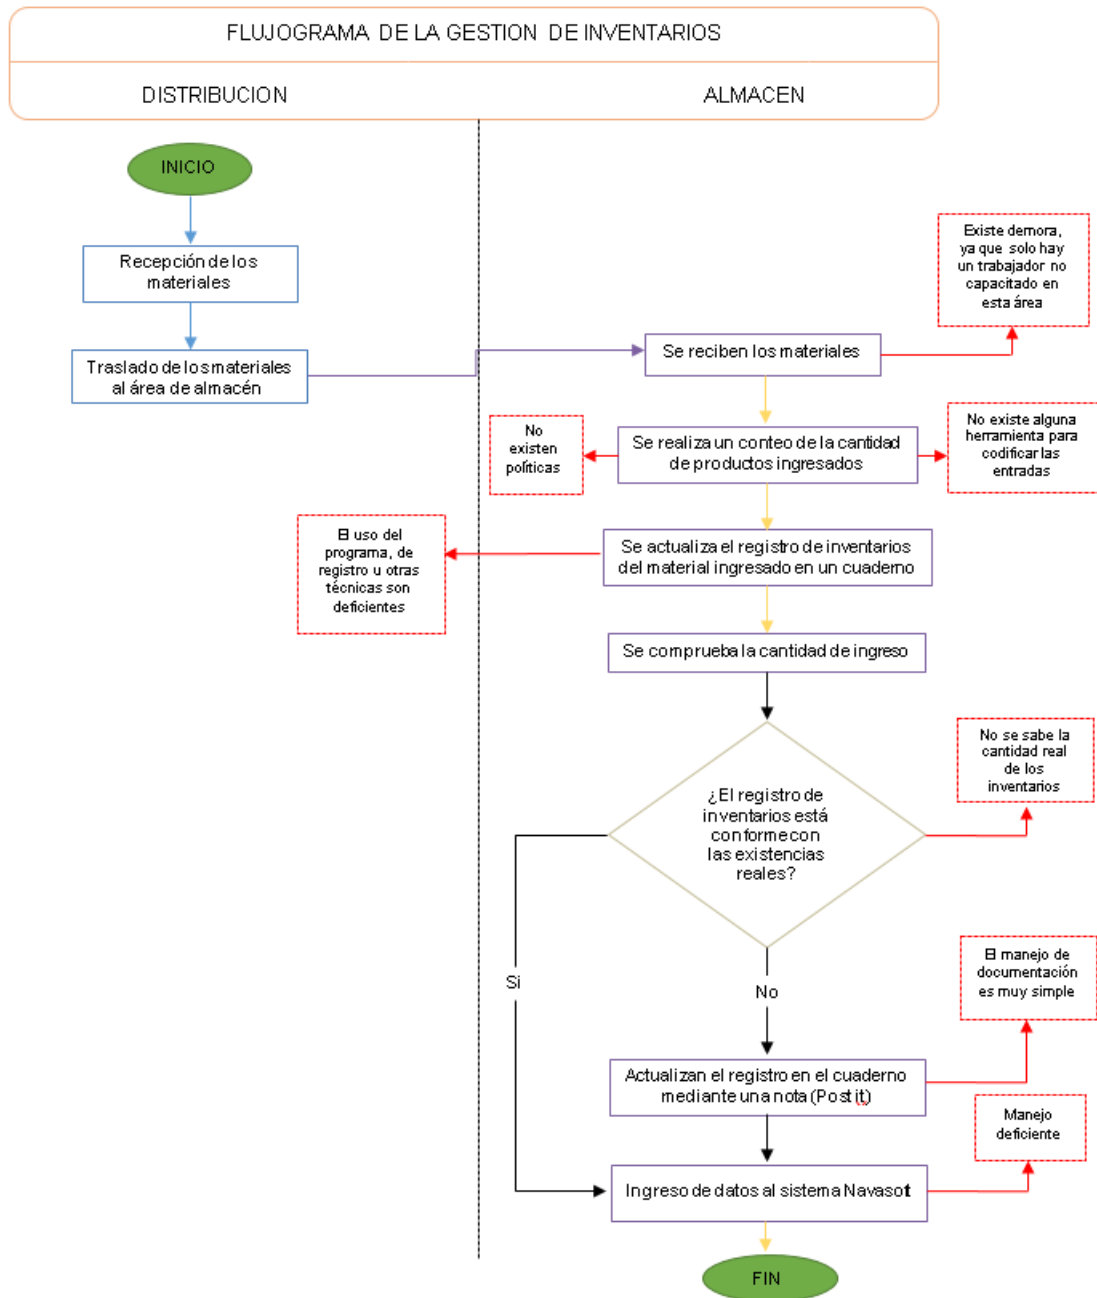 FLUJOGRAMA DE LA GESTION DE INVENTARIOS
DISTRIBUCION
ALMACEN
INICIO
Recepción de los
materiales
Traslado de los materiales
al área de almacén
Se reciben los materiales
Existe demora,
ya que solo hay
un trabajador no
capacitado en
esta área
Se realiza un conteo de la cantidad
de productos ingresados
No
existen
políticas
No existe alguna
herramienta para
codificar las
entradas
Se actualiza el registro de inventarios
del material ingresado en un cuaderno
El uso del
programa, de
registro u otras
técnicas son
deficientes
Se comprueba la cantidad de ingreso
¿El registro de
inventarios está
conforme con
las existencias
reales?
No se sabe la
cantidad real
de los
inventarios
Si
No
Actualizan el registro en el cuaderno
mediante una nota (Post it)
El manejo de
documentación
es muy simple
Ingreso de datos al sistema Navasoft
Manejo
deficiente
FIN